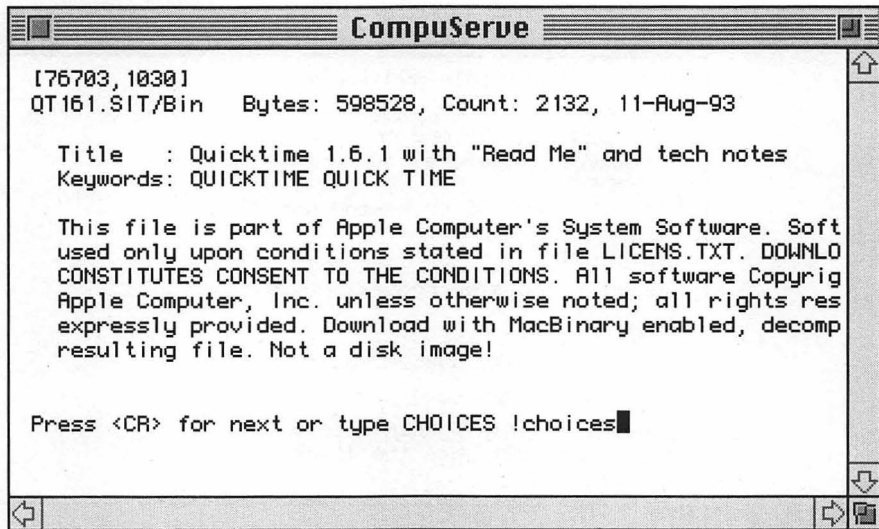 CompuServe
[76703,1030]
QT161.SIT/Bin   Bytes: 598528, Count: 2132, 11-Aug-93
Title   : Quicktime 1.6.1 with "Read Me" and tech notes
Keywords: QUICKTIME QUICK TIME
This file is part of Apple Computer's System Software. Soft
used only upon conditions stated in file LICENS.TXT. DOWNLO
CONSTITUTES CONSENT TO THE CONDITIONS. All software Copyrig
Apple Computer, Inc. unless otherwise noted; all rights res
expressly provided. Download with MacBinary enabled, decomp
resulting file. Not a disk image!
Press <CR> for next or type CHOICES !choices